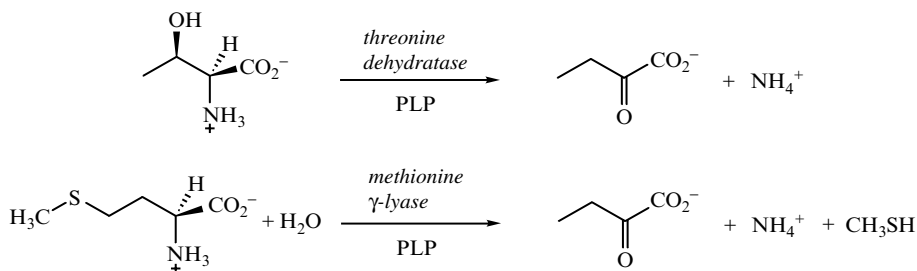 OH
H
CO₂⁻
NH₃
+
threonine
dehydratase
PLP
CO₂⁻
O
+ NH₄⁺
H₃C
S
H
CO₂⁻
NH₃
+
+ H₂O
methionine
γ-lyase
PLP
CO₂⁻
O
+ NH₄⁺ + CH₃SH